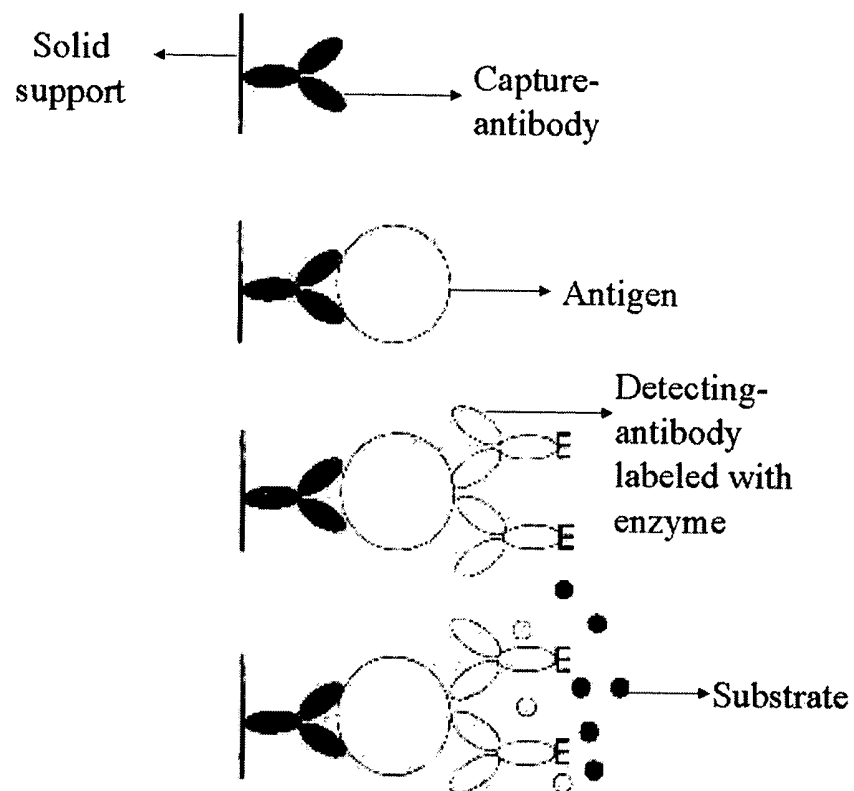 Solid
support
Capture-
antibody
Antigen
Detecting-
antibody
labeled with
enzyme
E
E
E
Substrate
E